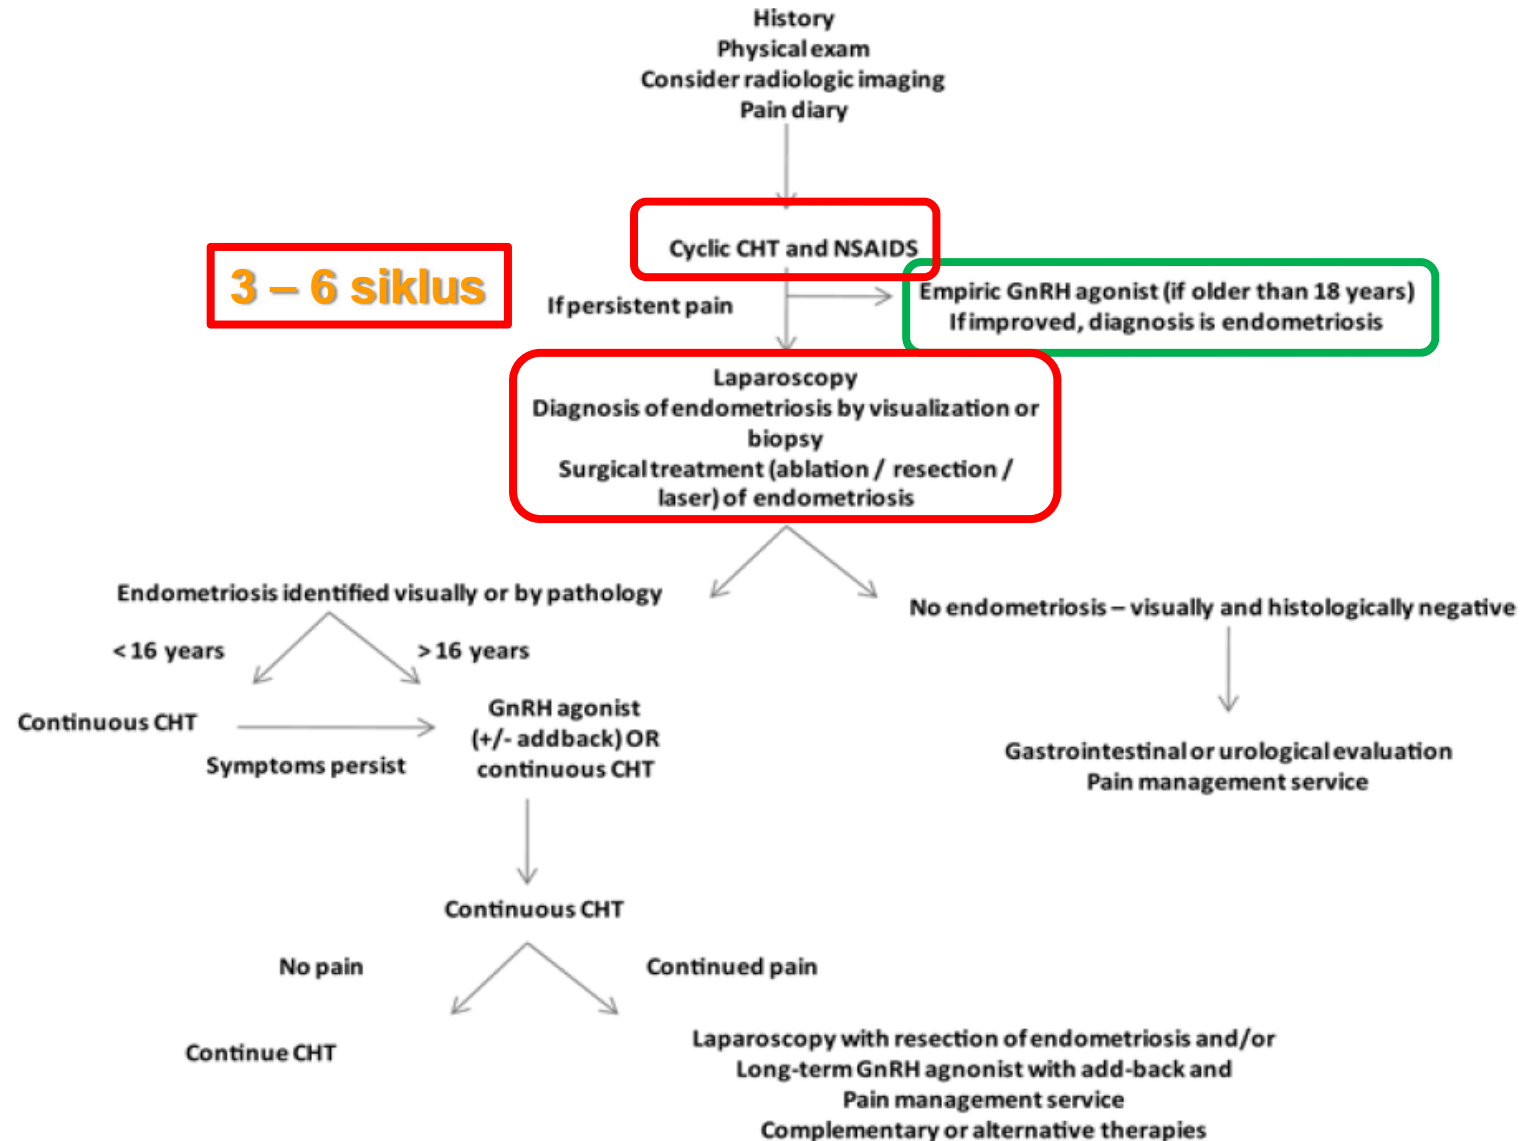 History
Physical exam
Consider radiologic imaging
Pain diary
Cyclic CHT and NSAIDS
3 – 6 siklus
If persistent pain
Empiric GnRH agonist (if older than 18 years)
If improved, diagnosis is endometriosis
Laparoscopy
Diagnosis of endometriosis by visualization or
biopsy
Surgical treatment (ablation / resection /
laser) of endometriosis
Endometriosis identified visually or by pathology
No endometriosis – visually and histologically negative
< 16 years
> 16 years
Continuous CHT
Symptoms persist
GnRH agonist
(+/- addback) OR
continuous CHT
Gastrointestinal or urological evaluation
Pain management service
Continuous CHT
No pain
Continued pain
Continue CHT
Laparoscopy with resection of endometriosis and/or
Long-term GnRH agnonist with add-back and
Pain management service
Complementary or alternative therapies